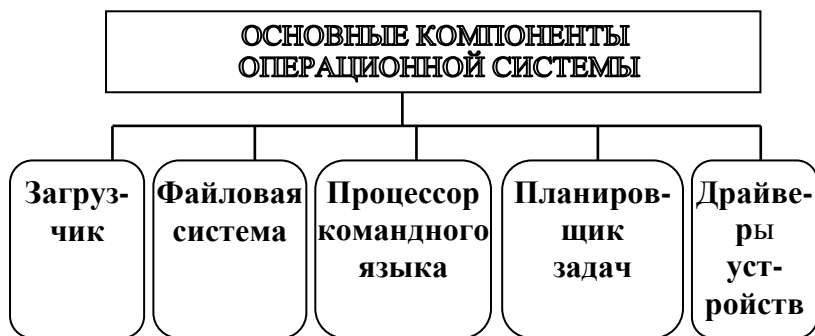 ОСНОВНЫЕ КОМПОНЕНТЫ
ОПЕРАЦИОННОЙ СИСТЕМЫ
Загруз-
чик
Файловая
система
Процессор
командного
языка
Планиров-
щик
задач
Драйве-
ры
уст-
ройств